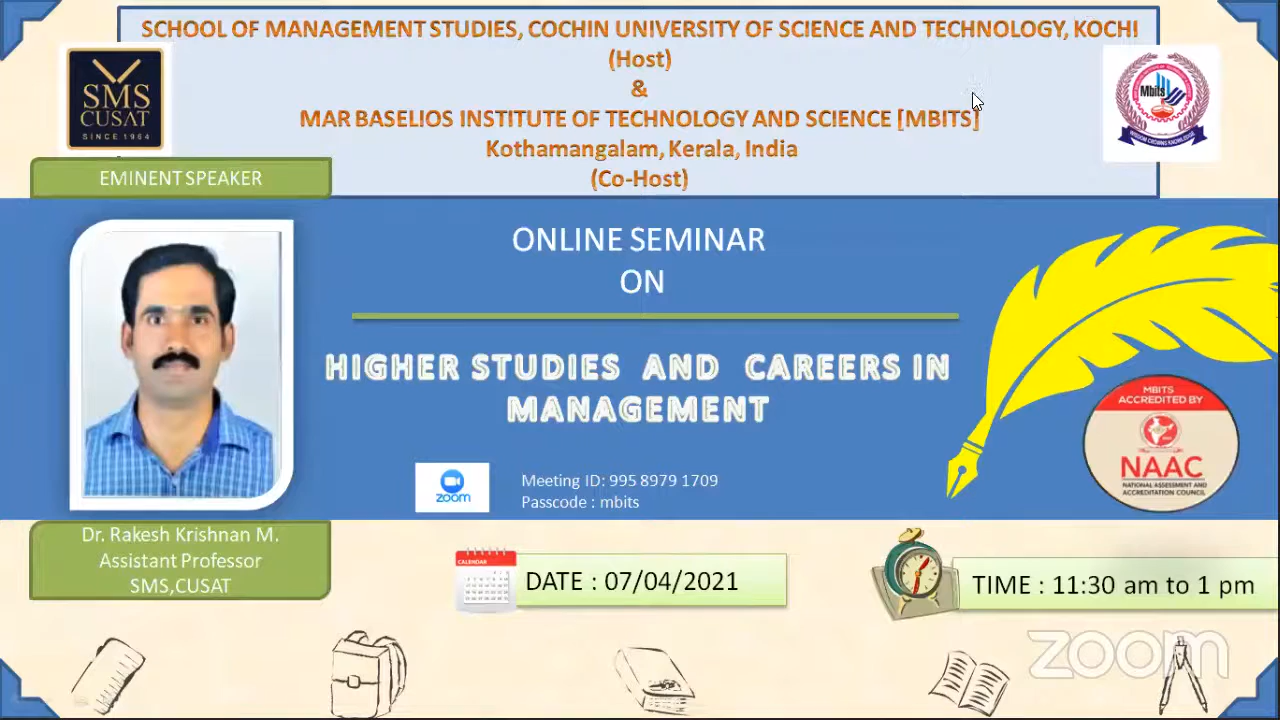 SCHOOL OF MANAGEMENT STUDIES, COCHIN UNIVERSITY OF SCIENCE AND TECHNOLOGY, KOCHI
(Host)
&
MAR BASELIOS INSTITUTE OF TECHNOLOGY AND SCIENCE [MBITS]
Kothamangalam, Kerala, India
(Co-Host)
SMS
CUSAT
SINCE 1964
Mbits
WISDOM CROWNS KNOWLEDGE
EMINENT SPEAKER
ONLINE SEMINAR
ON
HIGHER STUDIES AND CAREERS IN
MANAGEMENT
zoom
Meeting ID: 995 8979 1709
Passcode : mbits
MBITS
ACCREDITED BY
NAAC
NATIONAL ASSESSMENT AND
ACCREDITATION COUNCIL
Dr. Rakesh Krishnan M.
Assistant Professor
SMS,CUSAT
CALENDAR
DATE : 07/04/2021
TIME : 11:30 am to 1 pm
zoom